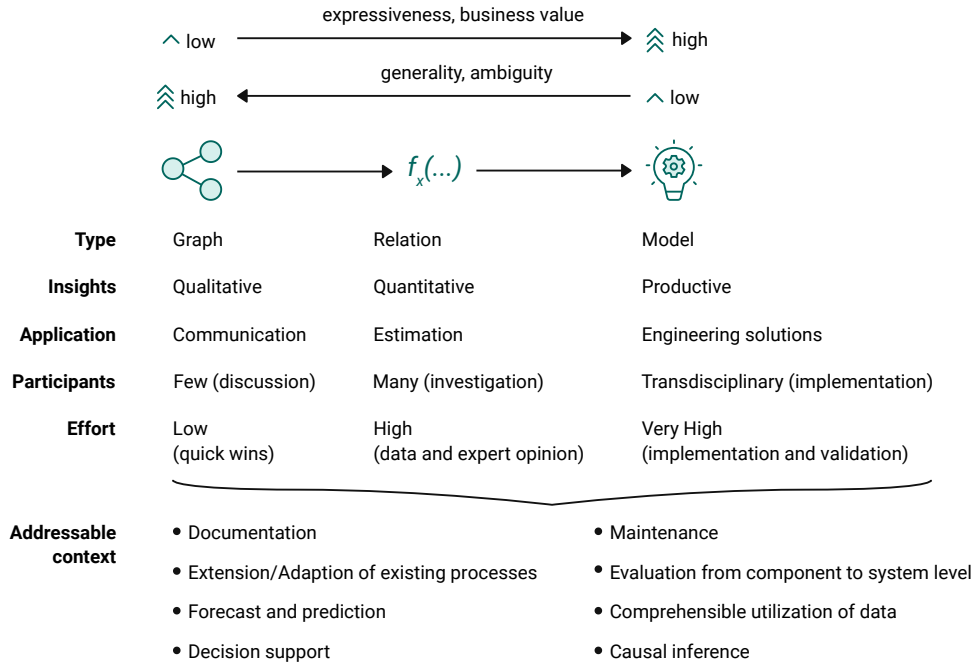 expressiveness, business value
low high
generality, ambiguity
high low
fx(...)
Type Graph Relation Model
Insights Qualitative Quantitative Productive
Application Communication Estimation Engineering solutions
Participants Few (discussion) Many (investigation) Transdisciplinary (implementation)
Effort Low High Very High
(quick wins) (data and expert opinion) (implementation and validation)
Addressable • Documentation • Maintenance
context
• Extension/Adaption of existing processes • Evaluation from component to system level
• Forecast and prediction • Comprehensible utilization of data
• Decision support • Causal inference